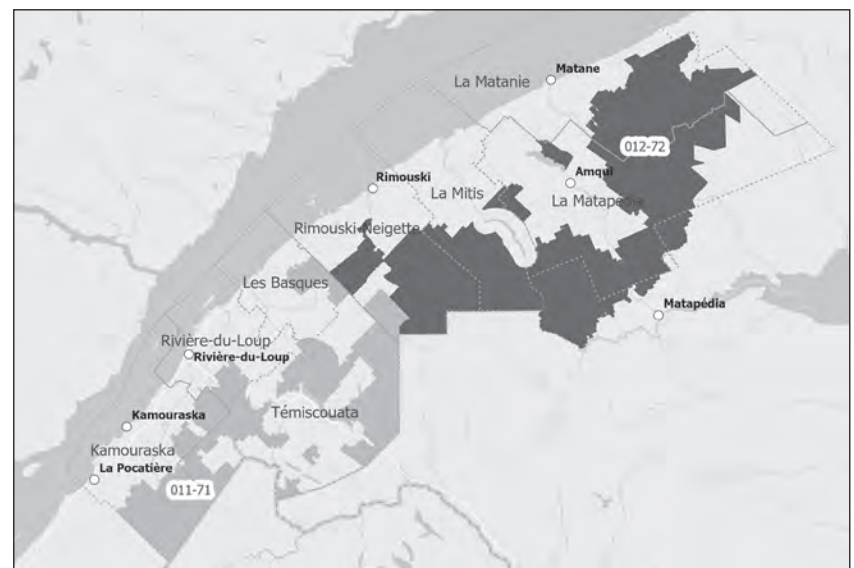 Matane
La Matanie
012-72
Amqui
Rimouski
La Mitis
La Matapédia
Rimouski-Neigette
Les Basques
Matapédia
Rivière-du-Loup
Rivière-du-Loup
Kamouraska
Témiscouata
Kamouraska
La Pocatière
011-71